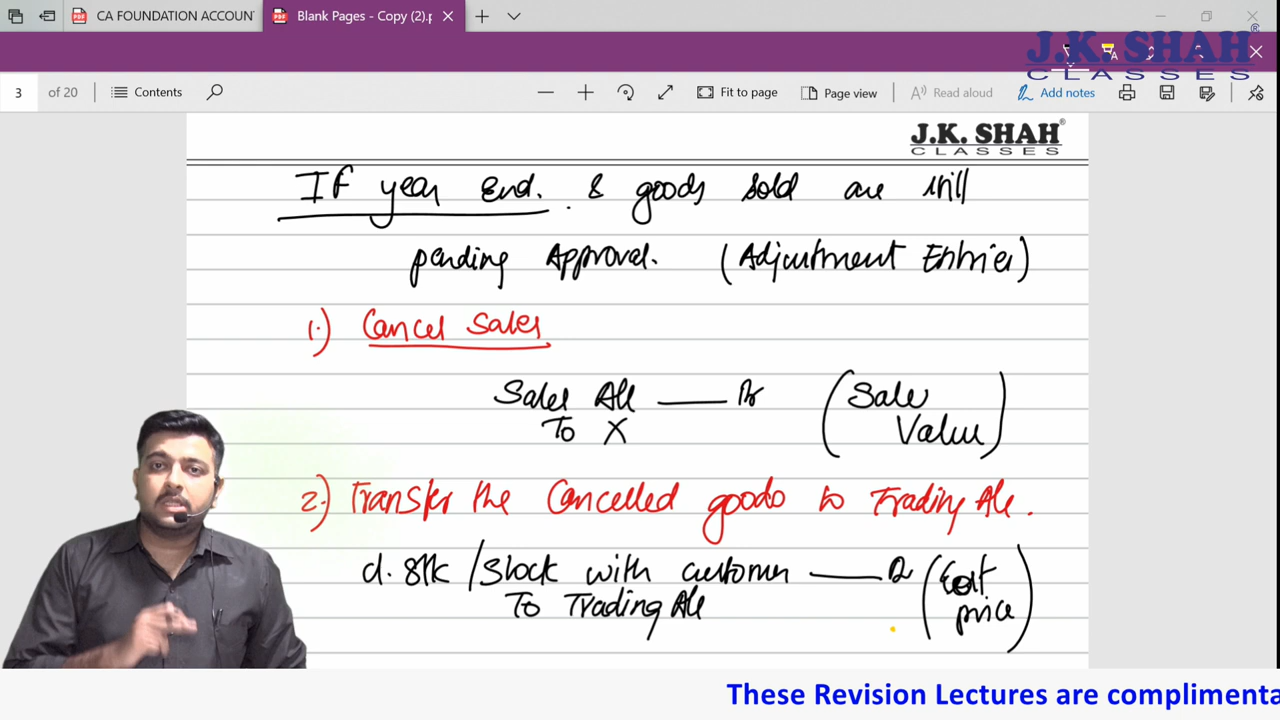 CA FOUNDATION ACCOUN
Blank Pages - Copy (2).p
J.K. SHAH®
CLASSES
3 of 20 Contents Fit to page Page view Read aloud Add notes
J.K. SHAH®
CLASSES
If year End. & goods sold are still
pending Approval. (Adjustment Entries)
1.) Cancel Sales
Sales A/c —— Dr (Sales
To X Value)
2.) Transfer the Cancelled goods to Trading A/c.
cl. Stk / Stock with customer —— Dr (Cost
To Trading A/c price)
These Revision Lectures are complimenta